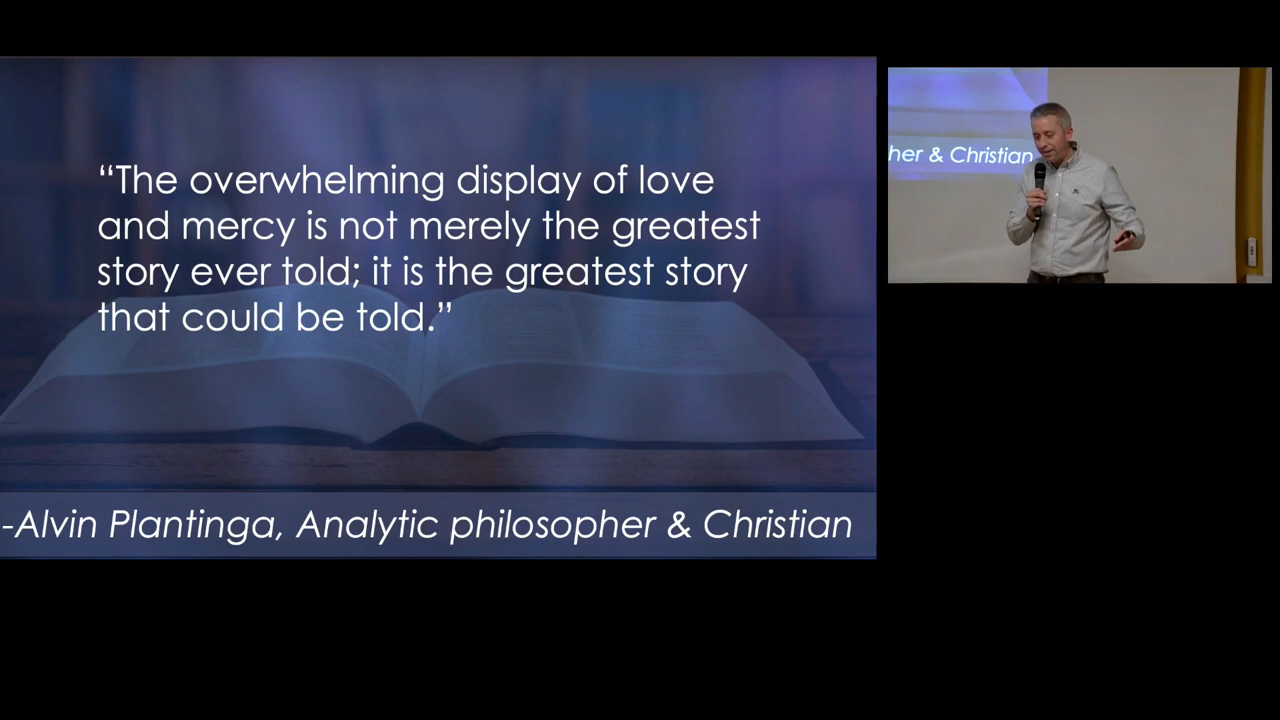 “The overwhelming display of love
and mercy is not merely the greatest
story ever told; it is the greatest story
that could be told.”
-Alvin Plantinga, Analytic philosopher & Christian
her & Christian